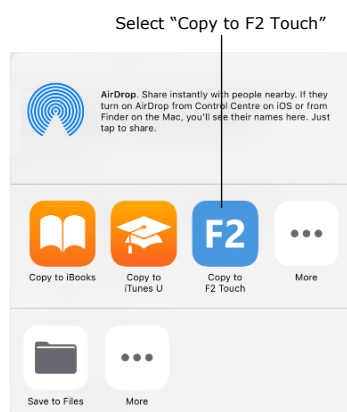 Select “Copy to F2 Touch”
AirDrop. Share instantly with people nearby. If they
turn on AirDrop from Control Centre on iOS or from
Finder on the Mac, you'll see their names here. Just
tap to share.
F2
Copy to iBooks
Copy to
iTunes U
Copy to
F2 Touch
More
Save to Files
More